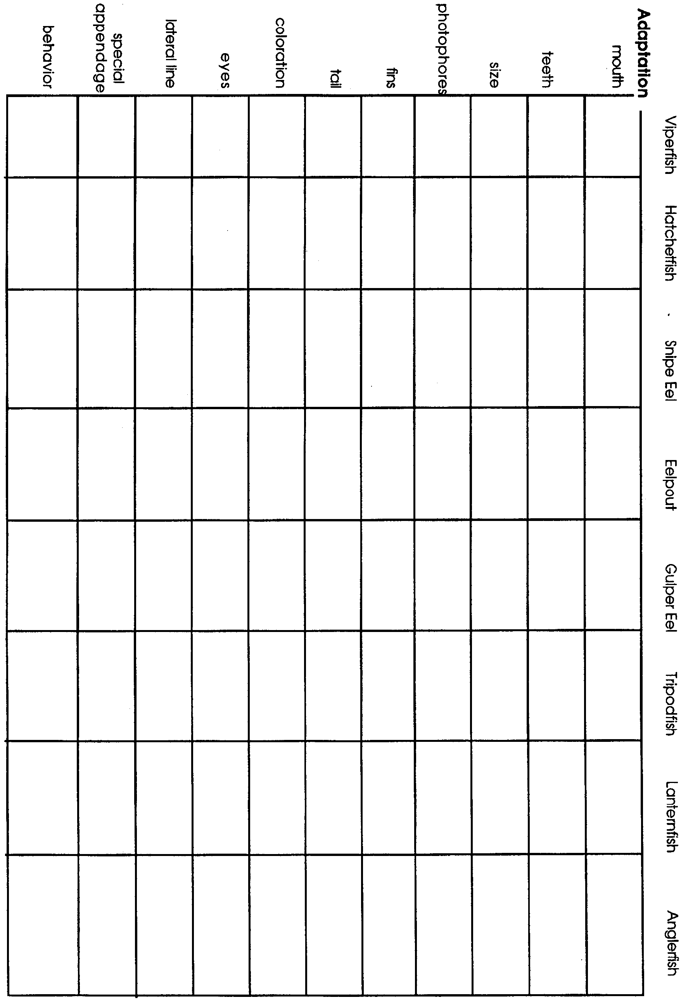 Viperfish Hatchetfish Snipe Eel Eelpout Gulper Eel Tripodfish Lanternfish Anglerfish
Adaptation
mouth
teeth
size
photophores
fins
tail
coloration
eyes
lateral line
special
appendage
behavior